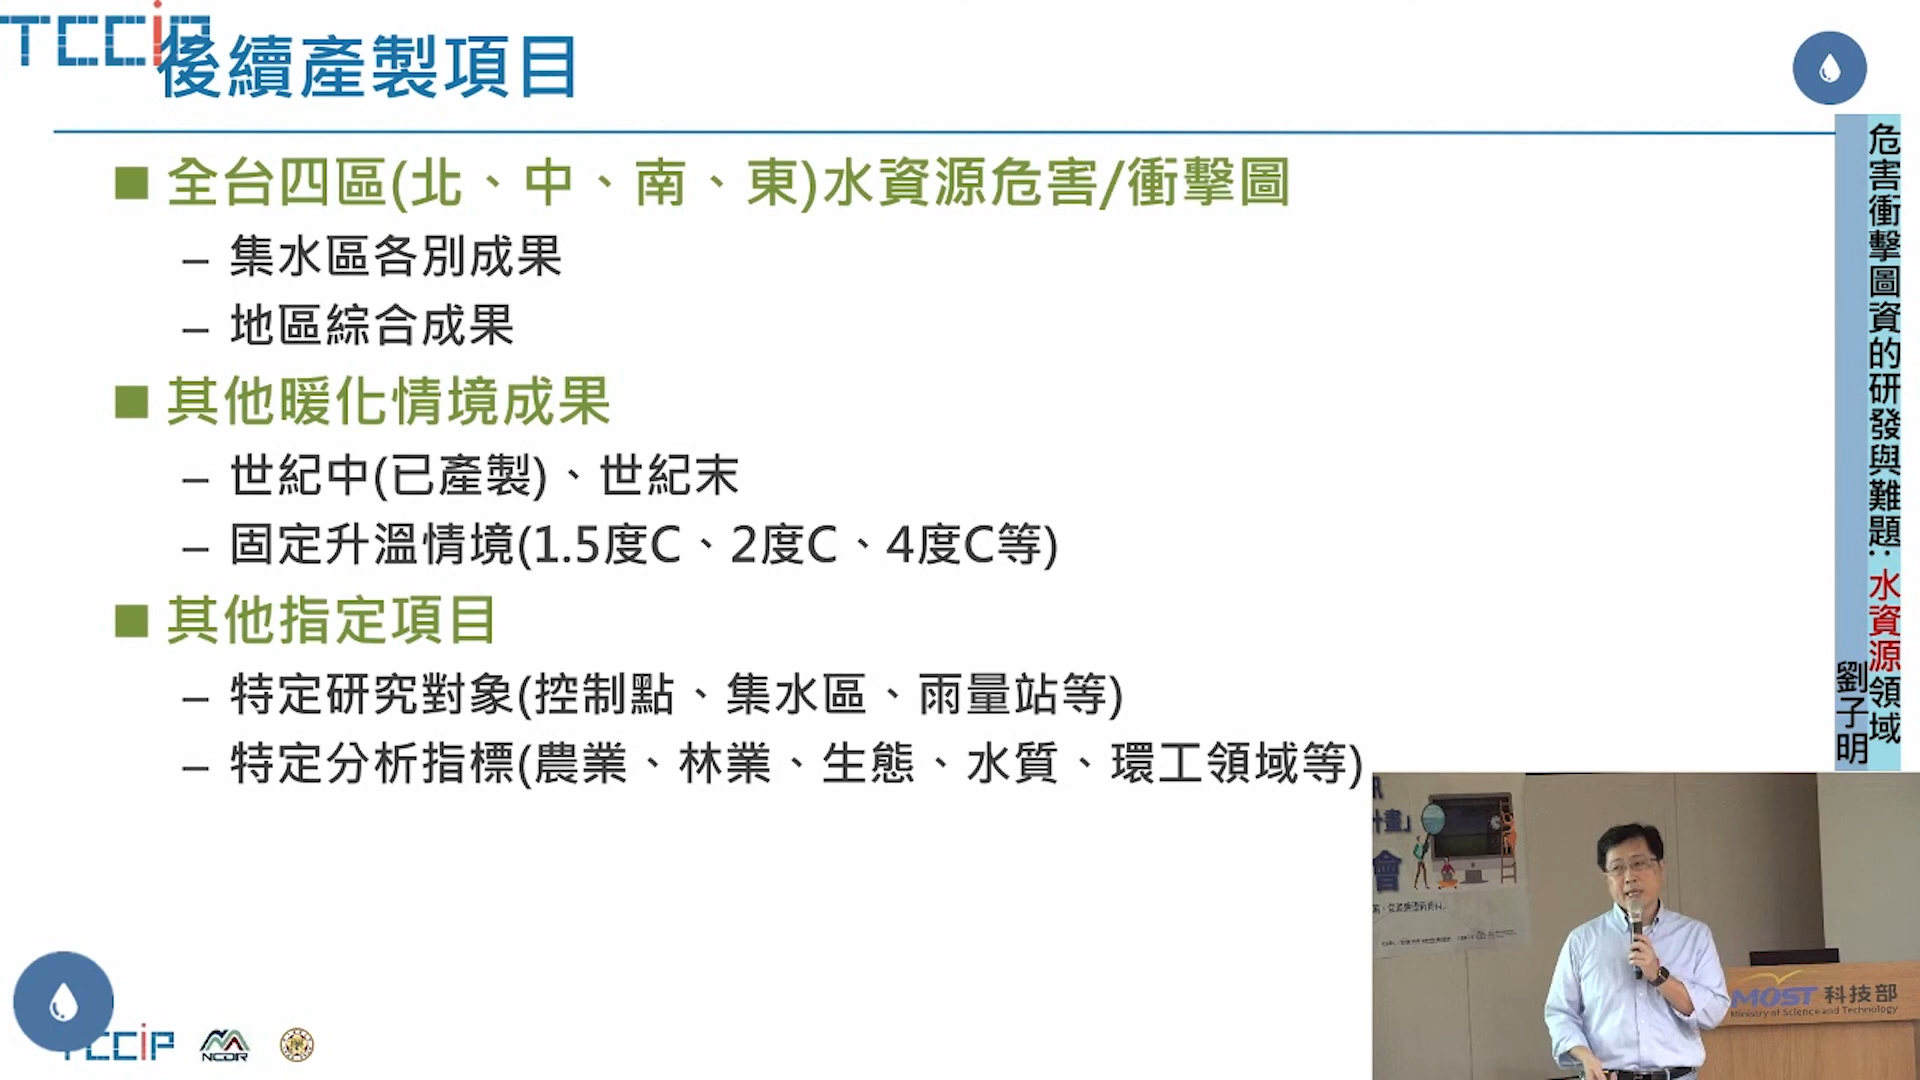 TCCIP
後續產製項目
■ 全台四區(北、中、南、東)水資源危害/衝擊圖
– 集水區各別成果
– 地區綜合成果
■ 其他暖化情境成果
– 世紀中(已產製)、世紀末
– 固定升溫情境(1.5度C、2度C、4度C等)
■ 其他指定項目
– 特定研究對象(控制點、集水區、雨量站等)
– 特定分析指標(農業、林業、生態、水質、環工領域等)
危害衝擊圖資的研發與難題: 水資源領域
劉子明
計畫」
會
MOST 科技部
Ministry of Science and Technology
TCCIP
NCDR